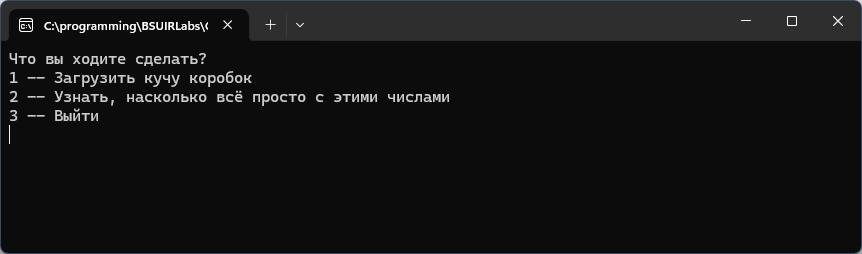 C:\programming\BSUIRLabs\
Что вы ходите сделать?
1 -- Загрузить кучу коробок
2 -- Узнать, насколько всё просто с этими числами
3 -- Выйти